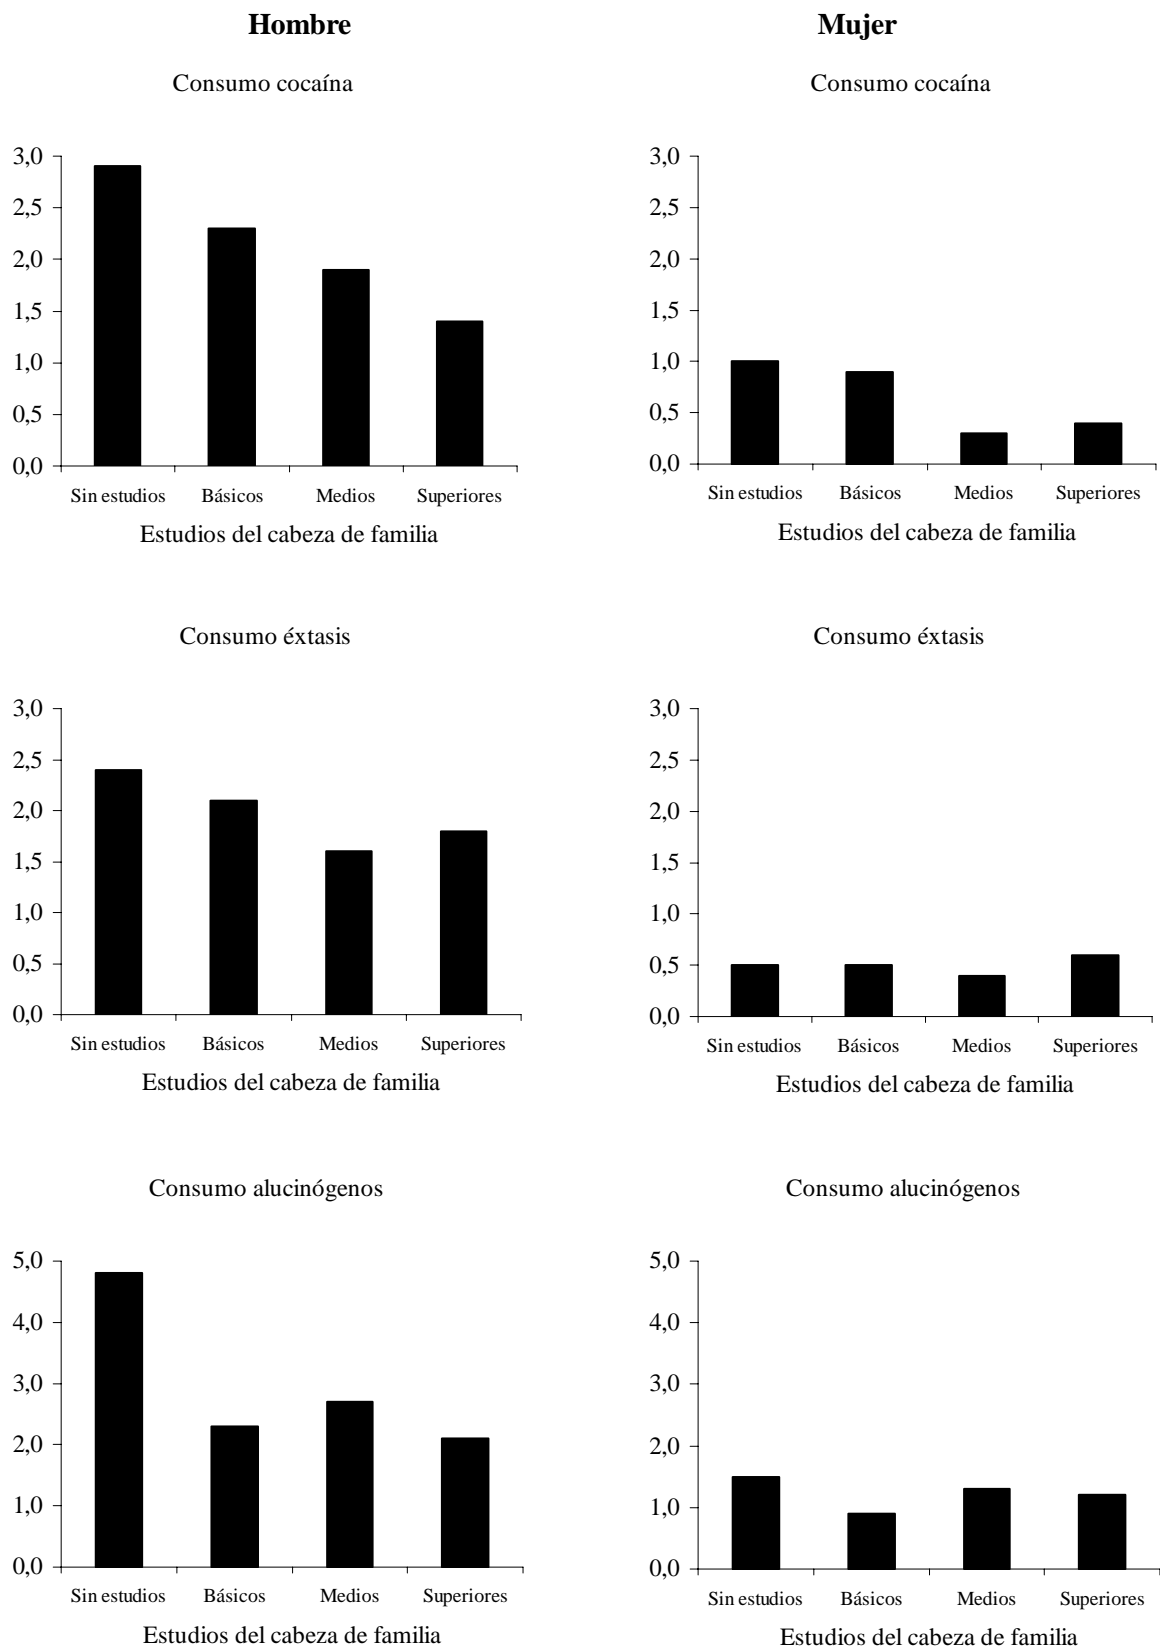 Hombre
Mujer
Consumo cocaína
Consumo cocaína
3,0
2,5
2,0
1,5
1,0
0,5
0,0
Sin estudios Básicos Medios Superiores
Estudios del cabeza de familia
3,0
2,5
2,0
1,5
1,0
0,5
0,0
Sin estudios Básicos Medios Superiores
Estudios del cabeza de familia
Consumo éxtasis
Consumo éxtasis
3,0
2,5
2,0
1,5
1,0
0,5
0,0
Sin estudios Básicos Medios Superiores
Estudios del cabeza de familia
3,0
2,5
2,0
1,5
1,0
0,5
0,0
Sin estudios Básicos Medios Superiores
Estudios del cabeza de familia
Consumo alucinógenos
Consumo alucinógenos
5,0
4,0
3,0
2,0
1,0
0,0
Sin estudios Básicos Medios Superiores
Estudios del cabeza de familia
5,0
4,0
3,0
2,0
1,0
0,0
Sin estudios Básicos Medios Superiores
Estudios del cabeza de familia